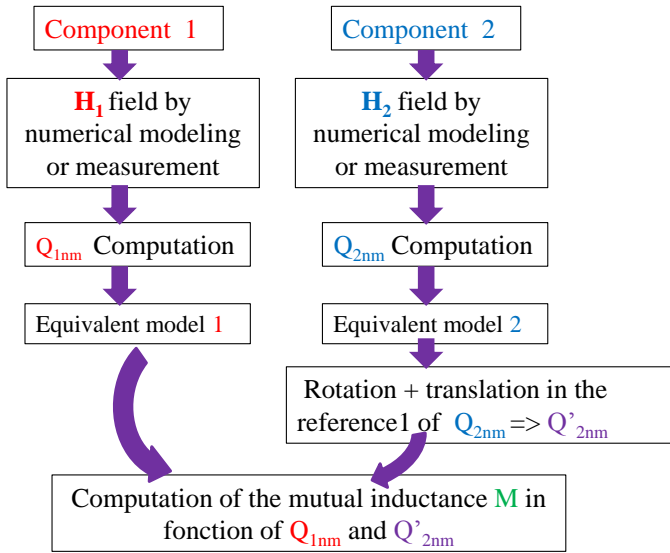 Component 1
H₁ field by
numerical modeling
or measurement
Q₁ₙₘ Computation
Equivalent model 1
Component 2
H₂ field by
numerical modeling
or measurement
Q₂ₙₘ Computation
Equivalent model 2
Rotation + translation in the
reference1 of Q₂ₙₘ => Q’₂ₙₘ
Computation of the mutual inductance M in
fonction of Q₁ₙₘ and Q’₂ₙₘ